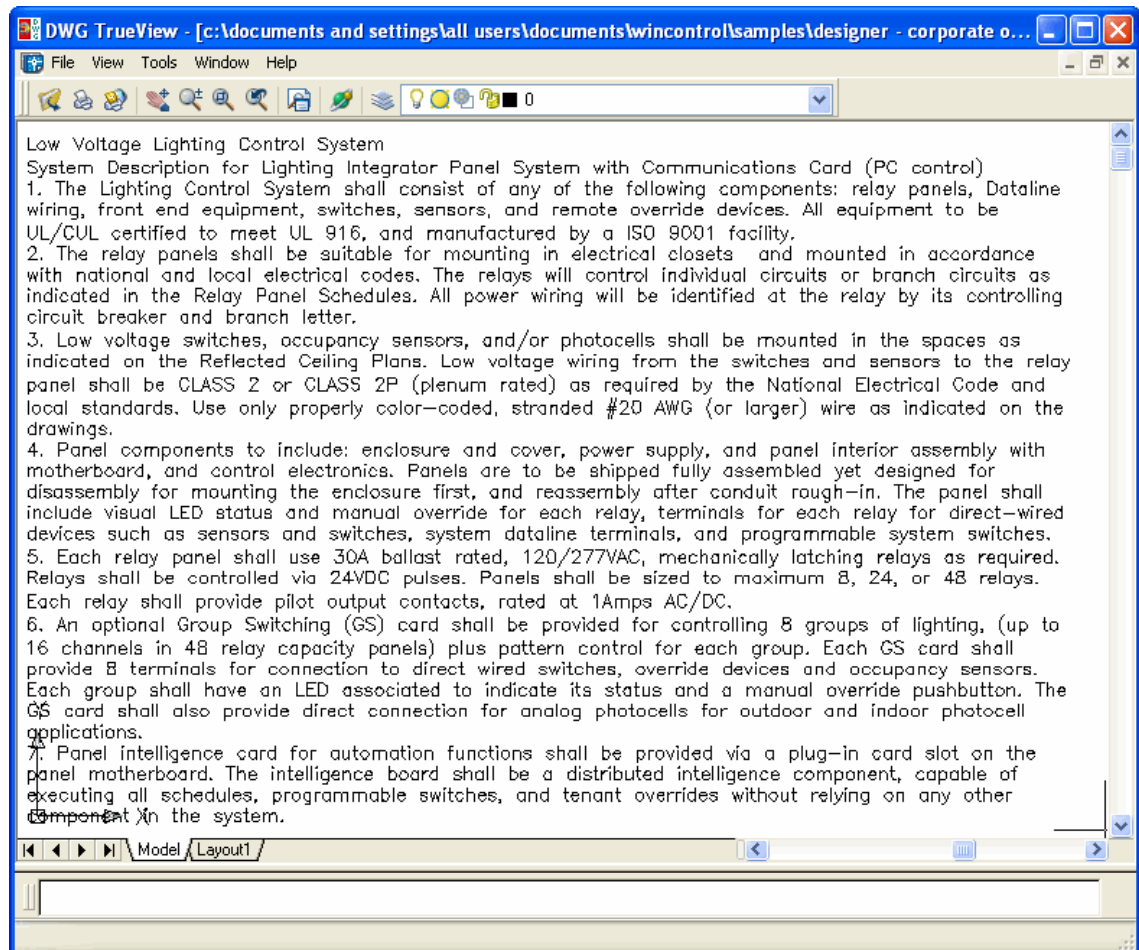 DWG TrueView - [c:\documents and settings\all users\documents\wincontrol\samples\designer - corporate o...
File View Tools Window Help
0
Low Voltage Lighting Control System
System Description for Lighting Integrator Panel System with Communications Card (PC control)
1. The Lighting Control System shall consist of any of the following components: relay panels, Dataline
wiring, front end equipment, switches, sensors, and remote override devices. All equipment to be
UL/CUL certified to meet UL 916, and manufactured by a ISO 9001 facility.
2. The relay panels shall be suitable for mounting in electrical closets  and mounted in accordance
with national and local electrical codes. The relays will control individual circuits or branch circuits as
indicated in the Relay Panel Schedules. All power wiring will be identified at the relay by its controlling
circuit breaker and branch letter.
3. Low voltage switches, occupancy sensors, and/or photocells shall be mounted in the spaces as
indicated on the Reflected Ceiling Plans. Low voltage wiring from the switches and sensors to the relay
panel shall be CLASS 2 or CLASS 2P (plenum rated) as required by the National Electrical Code and
local standards. Use only properly color-coded, stranded #20 AWG (or larger) wire as indicated on the
drawings.
4. Panel components to include: enclosure and cover, power supply, and panel interior assembly with
motherboard, and control electronics. Panels are to be shipped fully assembled yet designed for
disassembly for mounting the enclosure first, and reassembly after conduit rough-in. The panel shall
include visual LED status and manual override for each relay, terminals for each relay for direct-wired
devices such as sensors and switches, system dataline terminals, and programmable system switches.
5. Each relay panel shall use 30A ballast rated, 120/277VAC, mechanically latching relays as required.
Relays shall be controlled via 24VDC pulses. Panels shall be sized to maximum 8, 24, or 48 relays.
Each relay shall provide pilot output contacts, rated at 1Amps AC/DC.
6. An optional Group Switching (GS) card shall be provided for controlling 8 groups of lighting, (up to
16 channels in 48 relay capacity panels) plus pattern control for each group. Each GS card shall
provide 8 terminals for connection to direct wired switches, override devices and occupancy sensors.
Each group shall have an LED associated to indicate its status and a manual override pushbutton. The
GS card shall also provide direct connection for analog photocells for outdoor and indoor photocell
applications.
7. Panel intelligence card for automation functions shall be provided via a plug-in card slot on the
panel motherboard. The intelligence board shall be a distributed intelligence component, capable of
executing all schedules, programmable switches, and tenant overrides without relying on any other
component in the system.
Model Layout1